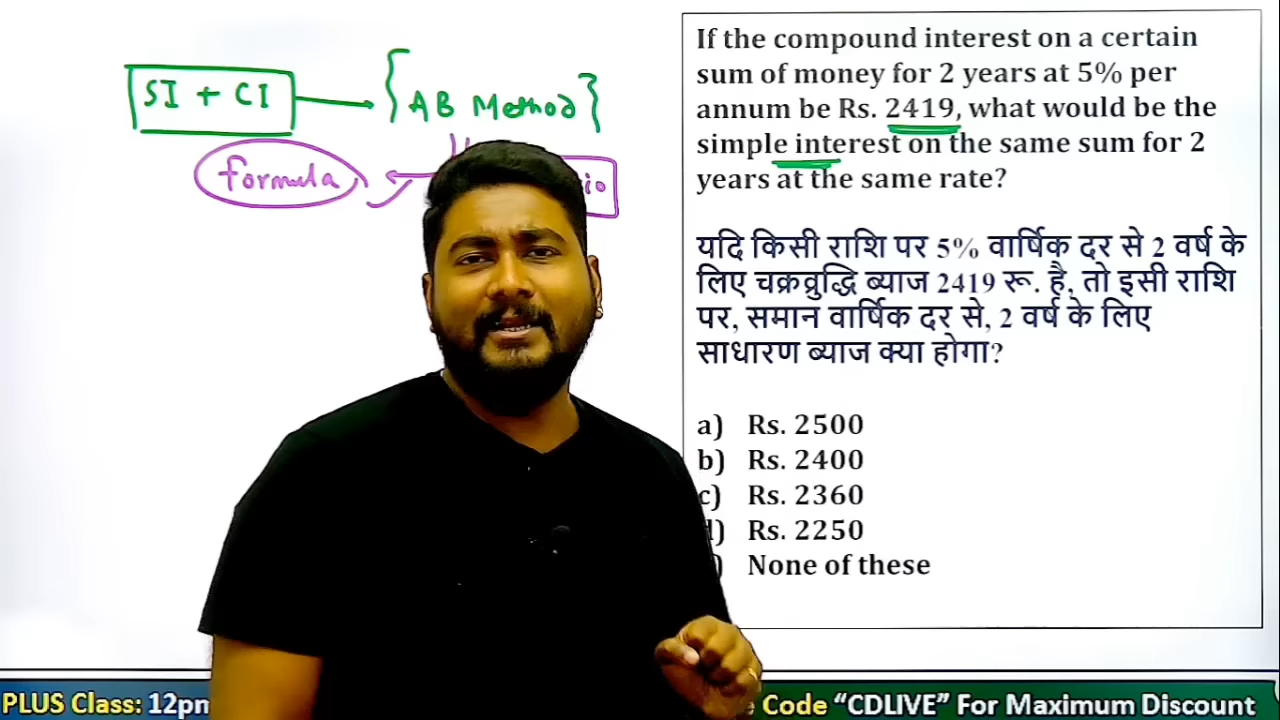 SI + CI → { AB Method }
formula
If the compound interest on a certain
sum of money for 2 years at 5% per
annum be Rs. 2419, what would be the
simple interest on the same sum for 2
years at the same rate?
यदि किसी राशि पर 5% वार्षिक दर से 2 वर्ष के
लिए चक्रव्रुद्धि ब्याज 2419 रू. है, तो इसी राशि
पर, समान वार्षिक दर से, 2 वर्ष के लिए
साधारण ब्याज क्या होगा?
a) Rs. 2500
b) Rs. 2400
c) Rs. 2360
d) Rs. 2250
None of these
PLUS Class: 12pm
Code “CDLIVE” For Maximum Discount